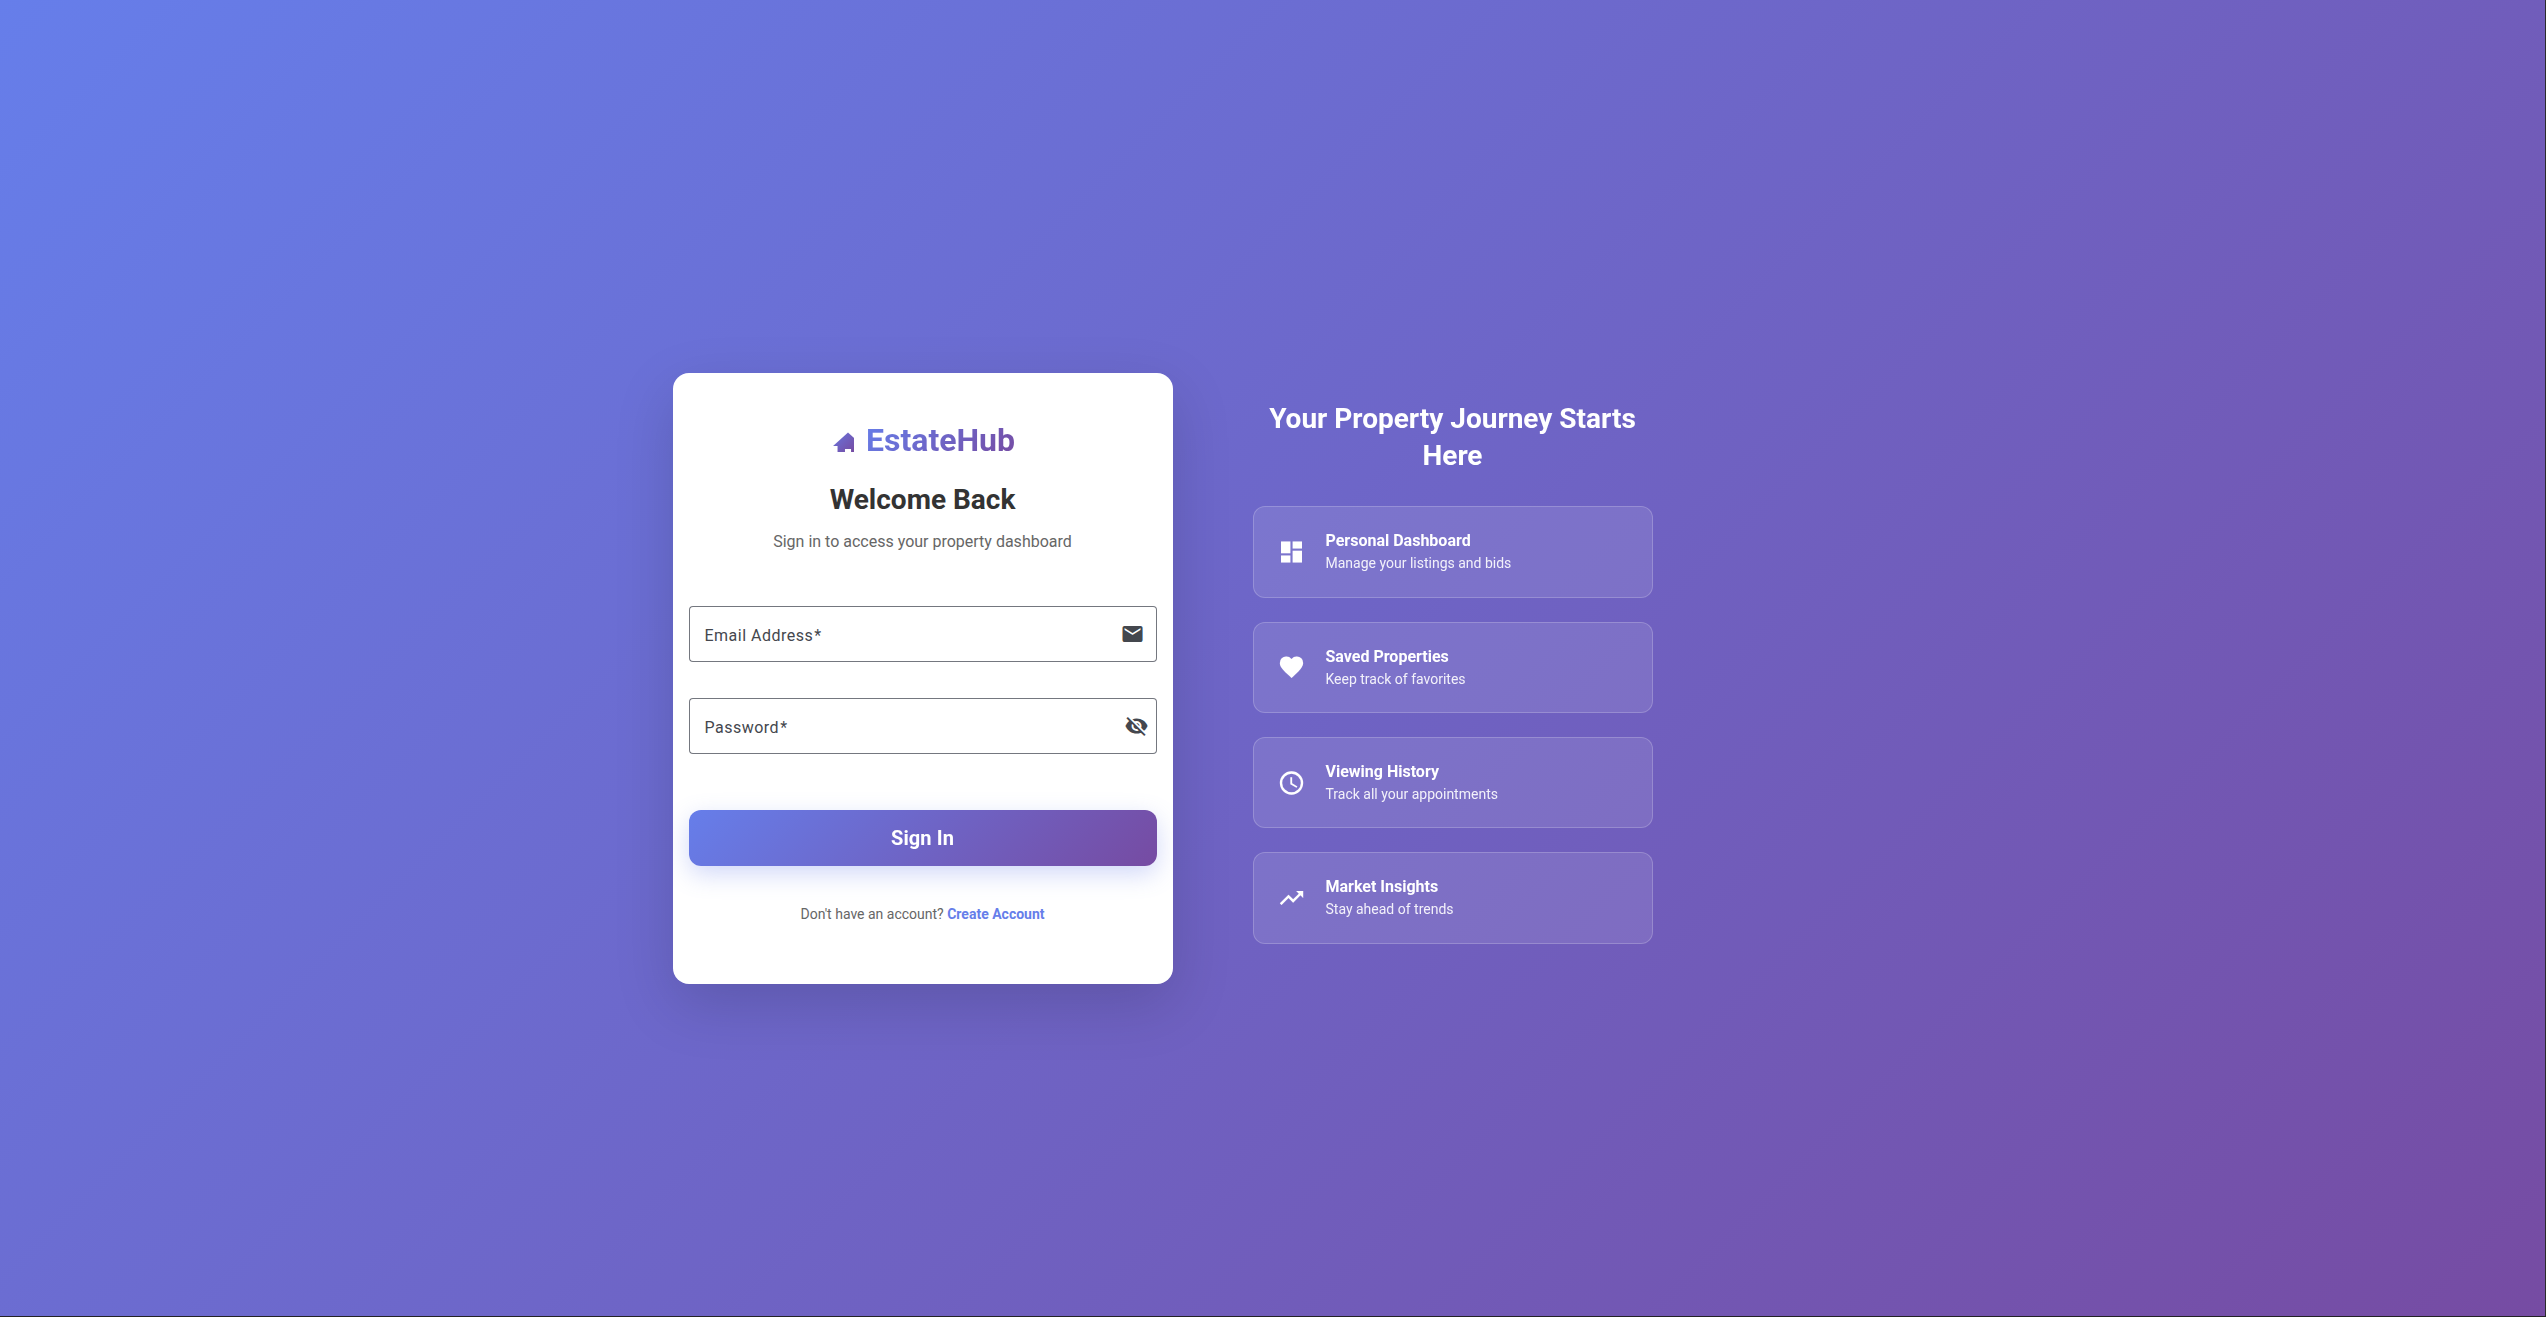 EstateHub
Welcome Back
Sign in to access your property dashboard
Email Address*
Password*
Sign In
Don't have an account? Create Account
Your Property Journey Starts
Here
Personal Dashboard
Manage your listings and bids
Saved Properties
Keep track of favorites
Viewing History
Track all your appointments
Market Insights
Stay ahead of trends